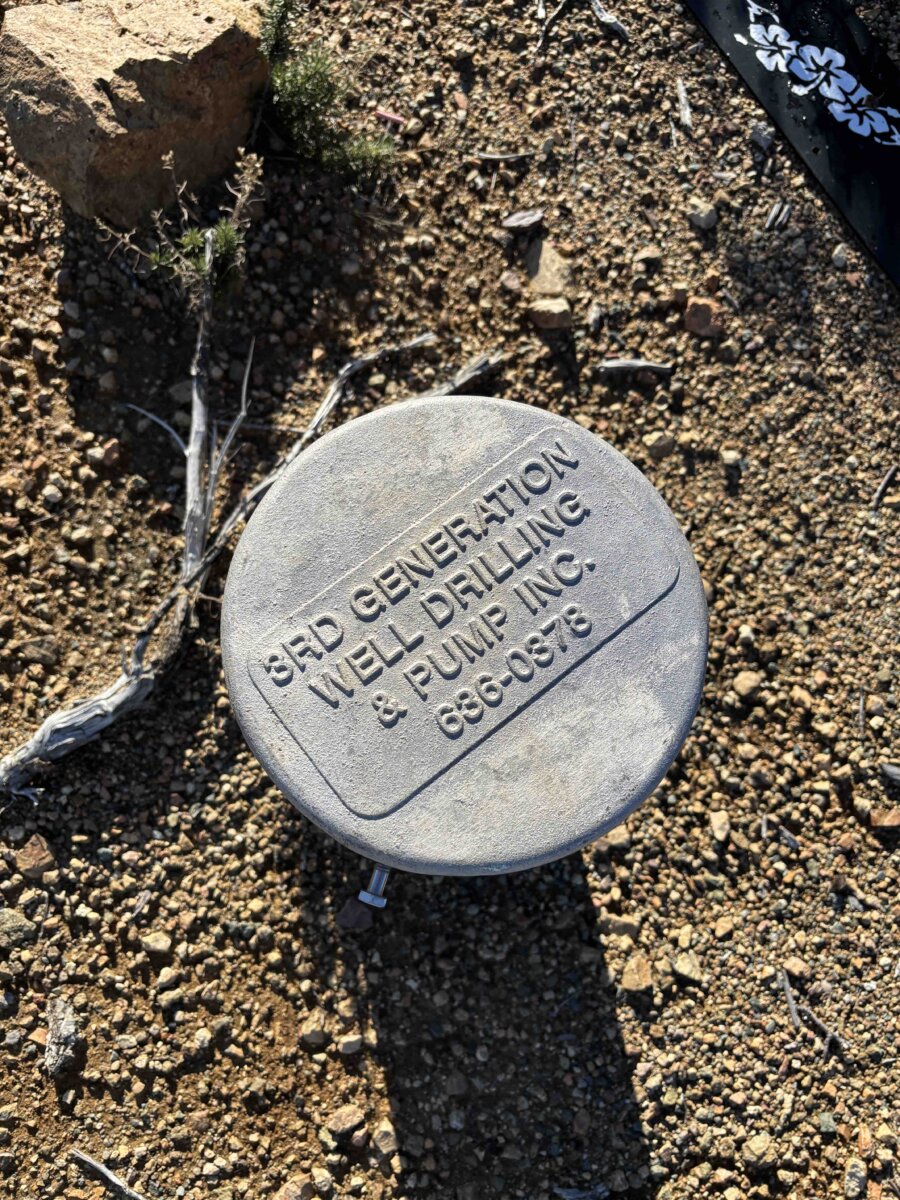 3RD GENERATION
WELL DRILLING
& PUMP INC.
636-0378